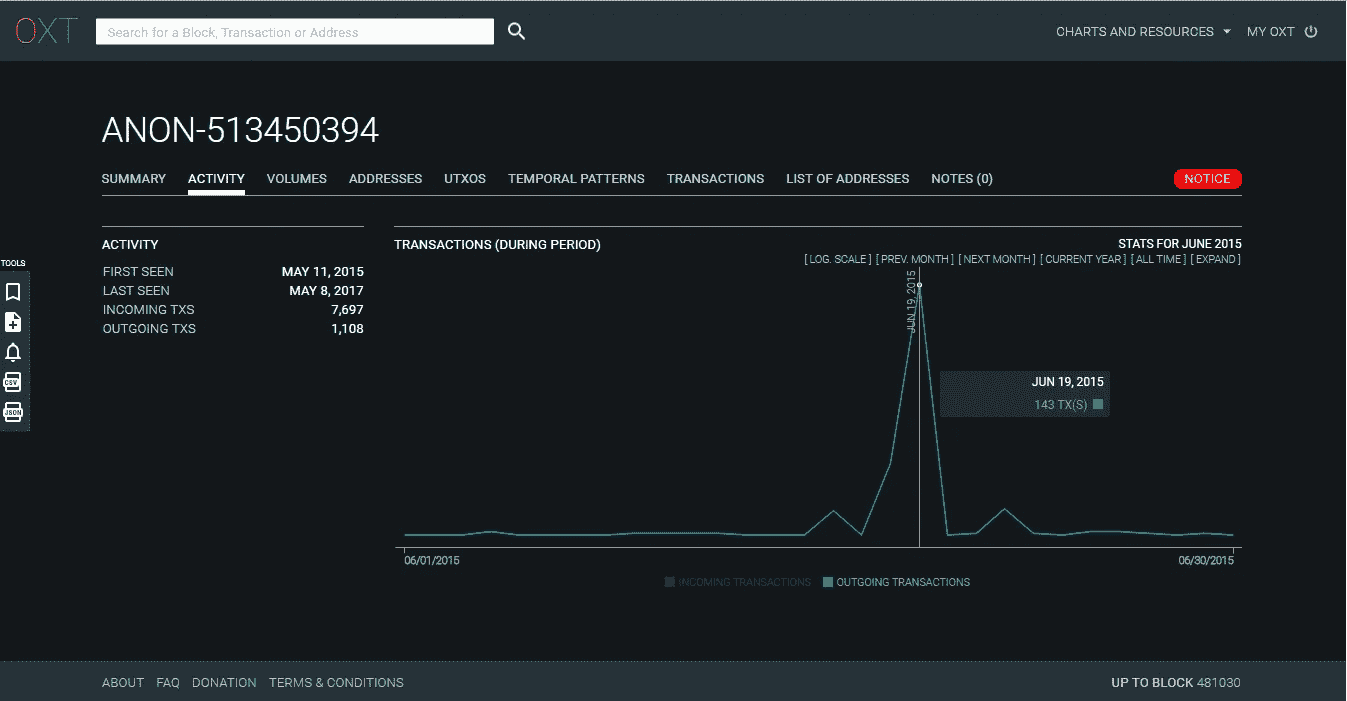 OXT
Search for a Block, Transaction or Address
CHARTS AND RESOURCES MY OXT
ANON-513450394
SUMMARY ACTIVITY VOLUMES ADDRESSES UTXOS TEMPORAL PATTERNS TRANSACTIONS LIST OF ADDRESSES NOTES (0) NOTICE
TOOLS
CSV
JSON
ACTIVITY
FIRST SEEN MAY 11, 2015
LAST SEEN MAY 8, 2017
INCOMING TXS 7,697
OUTGOING TXS 1,108
TRANSACTIONS (DURING PERIOD)
STATS FOR JUNE 2015
[ LOG. SCALE ] [ PREV. MONTH ] [ NEXT MONTH ] [ CURRENT YEAR ] [ ALL TIME ] [ EXPAND ]
JUN 19, 2015
JUN 19, 2015
143 TX(S)
06/01/2015 06/30/2015
INCOMING TRANSACTIONS OUTGOING TRANSACTIONS
ABOUT FAQ DONATION TERMS & CONDITIONS UP TO BLOCK 481030